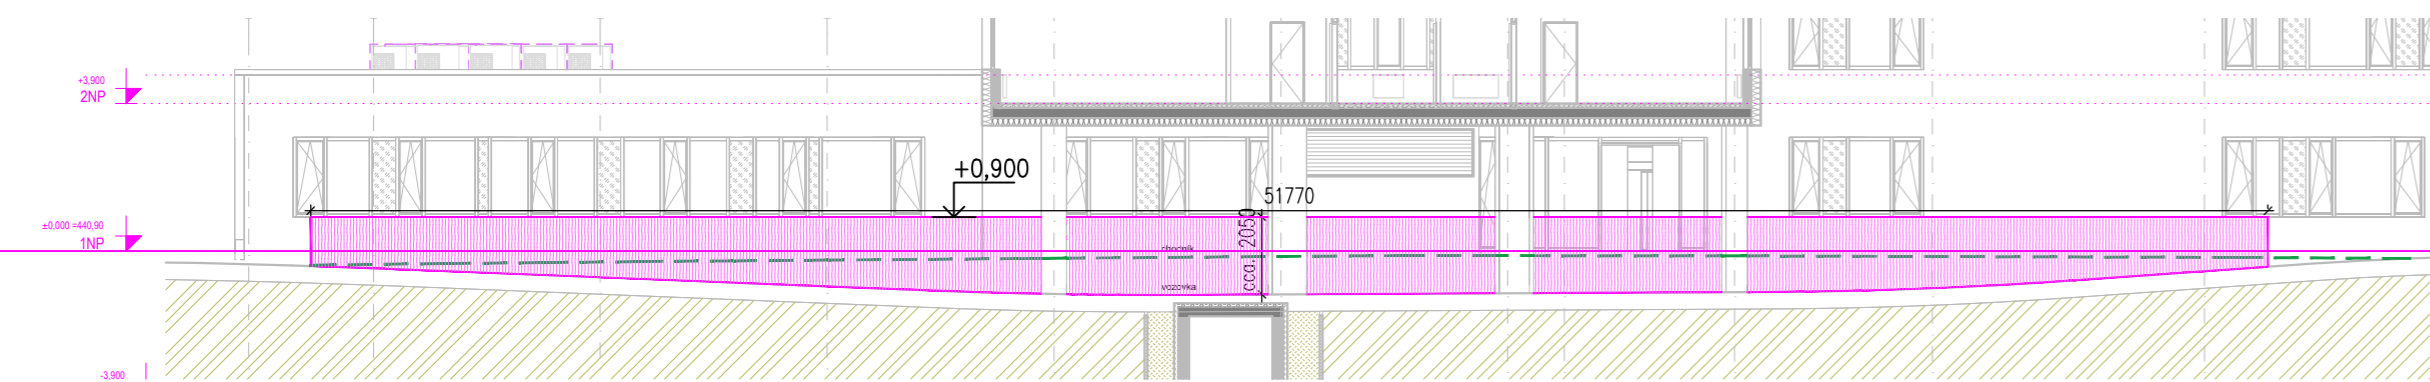 +3,900
2NP
+0,900
51770
±0,000 =440,90
1NP
cca. 2050
chodník
vozovka
-3.900